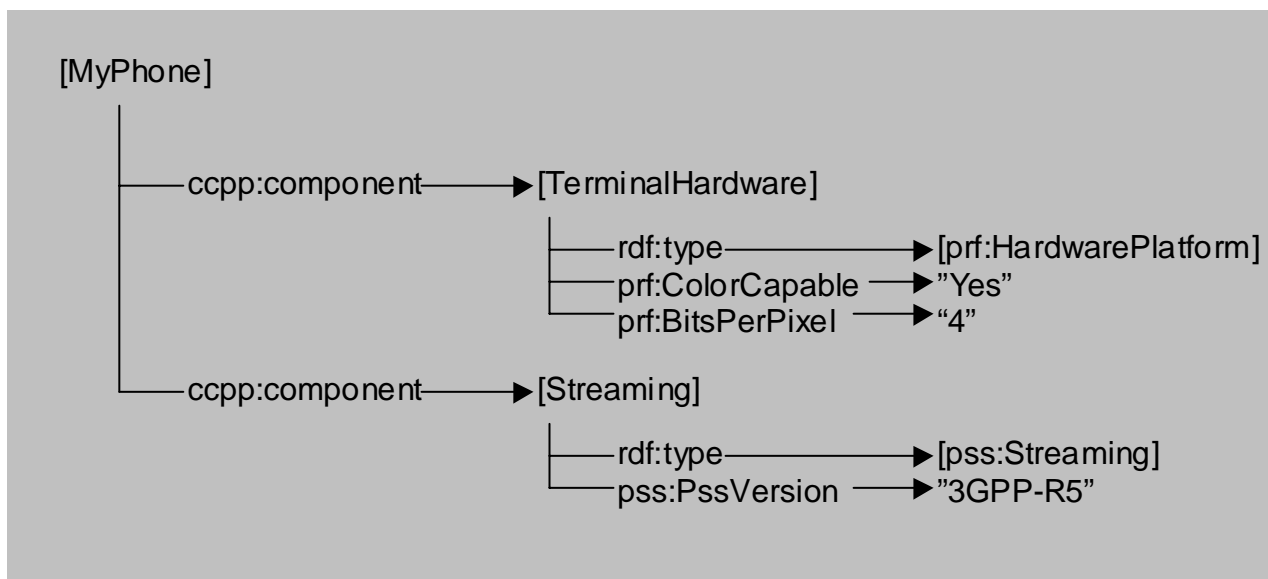 [MyPhone]
ccpp:component [TerminalHardware]
rdf:type [prf:HardwarePlatform]
prf:ColorCapable ”Yes”
prf:BitsPerPixel “4”
ccpp:component [Streaming]
rdf:type [pss:Streaming]
pss:PssVersion ”3GPP-R5”